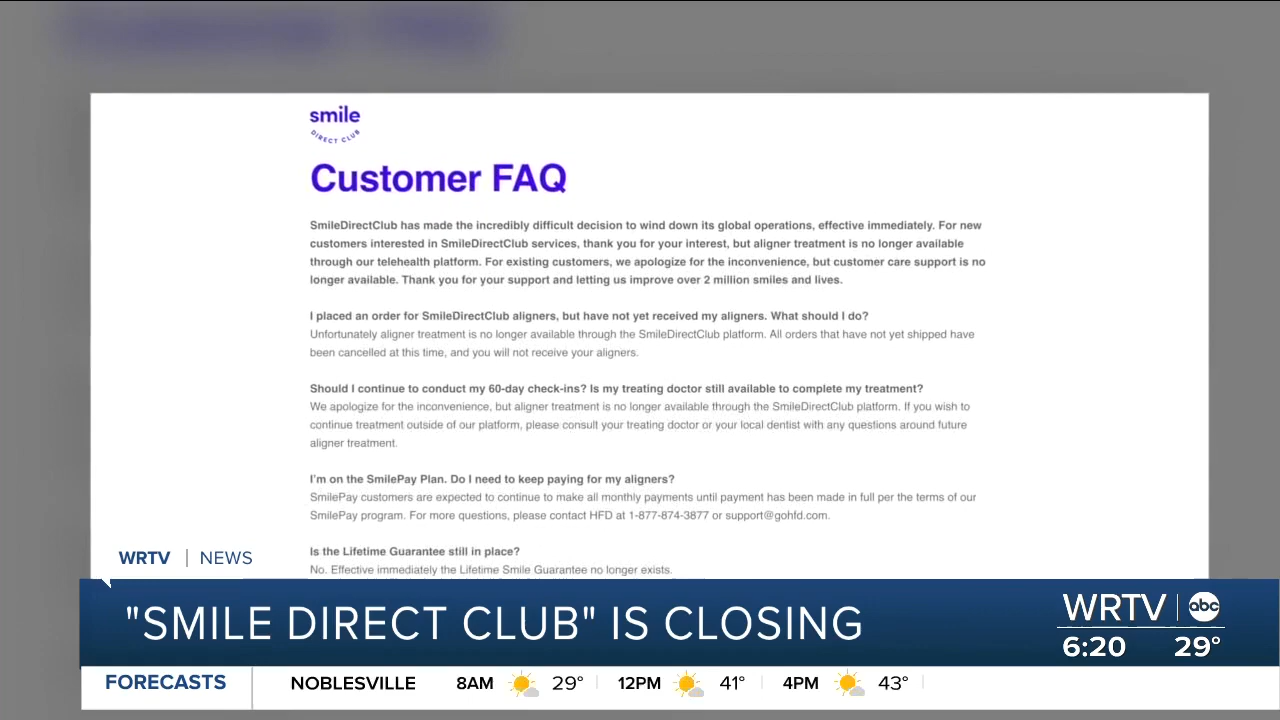 smile
DIRECT CLUB
Customer FAQ
SmileDirectClub has made the incredibly difficult decision to wind down its global operations, effective immediately. For new
customers interested in SmileDirectClub services, thank you for your interest, but aligner treatment is no longer available
through our telehealth platform. For existing customers, we apologize for the inconvenience, but customer care support is no
longer available. Thank you for your support and letting us improve over 2 million smiles and lives.
I placed an order for SmileDirectClub aligners, but have not yet received my aligners. What should I do?
Unfortunately aligner treatment is no longer available through the SmileDirectClub platform. All orders that have not yet shipped have
been cancelled at this time, and you will not receive your aligners.
Should I continue to conduct my 60-day check-ins? Is my treating doctor still available to complete my treatment?
We apologize for the inconvenience, but aligner treatment is no longer available through the SmileDirectClub platform. If you wish to
continue treatment outside of our platform, please consult your treating doctor or your local dentist with any questions around future
aligner treatment.
I'm on the SmilePay Plan. Do I need to keep paying for my aligners?
SmilePay customers are expected to continue to make all monthly payments until payment has been made in full per the terms of our
SmilePay program. For more questions, please contact HFD at 1-877-874-3877 or support@gohfd.com.
Is the Lifetime Guarantee still in place?
No. Effective immediately the Lifetime Smile Guarantee no longer exists.
WRTV | NEWS
"SMILE DIRECT CLUB" IS CLOSING
WRTV abc
6:20 29°
FORECASTS NOBLESVILLE 8AM 29° 12PM 41° 4PM 43°